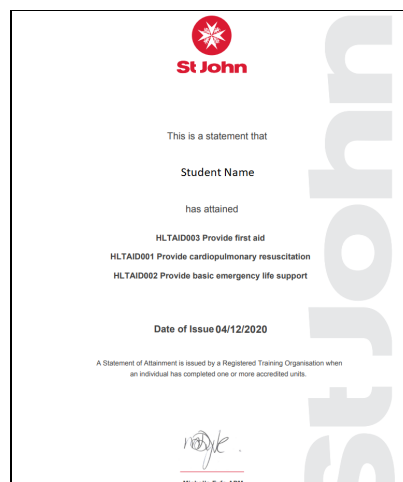 St John
This is a statement that
Student Name
has attained
HLTAID003 Provide first aid
HLTAID001 Provide cardiopulmonary resuscitation
HLTAID002 Provide basic emergency life support
Date of Issue 04/12/2020
A Statement of Attainment is issued by a Registered Training Organisation when
an individual has completed one or more accredited units.
St John